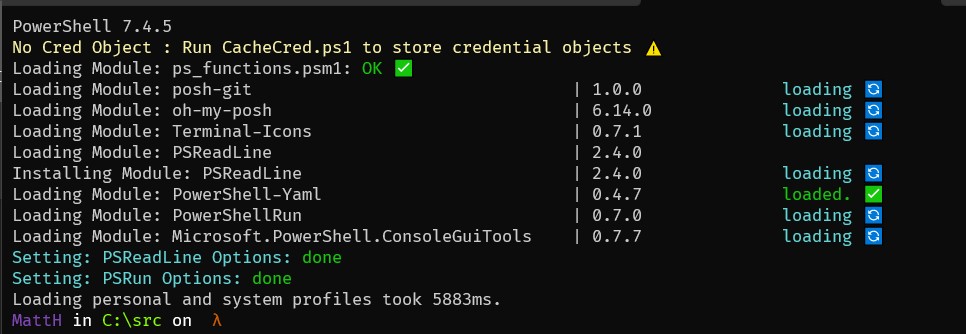 PowerShell 7.4.5
No Cred Object : Run CacheCred.ps1 to store credential objects ⚠️
Loading Module: ps_functions.psm1: OK ✅
Loading Module: posh-git | 1.0.0 loading 🔄
Loading Module: oh-my-posh | 6.14.0 loading 🔄
Loading Module: Terminal-Icons | 0.7.1 loading 🔄
Loading Module: PSReadLine | 2.4.0
Installing Module: PSReadLine | 2.4.0 loading 🔄
Loading Module: PowerShell-Yaml | 0.4.7 loaded. ✅
Loading Module: PowerShellRun | 0.7.0 loading 🔄
Loading Module: Microsoft.PowerShell.ConsoleGuiTools | 0.7.7 loading 🔄
Setting: PSReadLine Options: done
Setting: PSRun Options: done
Loading personal and system profiles took 5883ms.
MattH in C:\src on λ